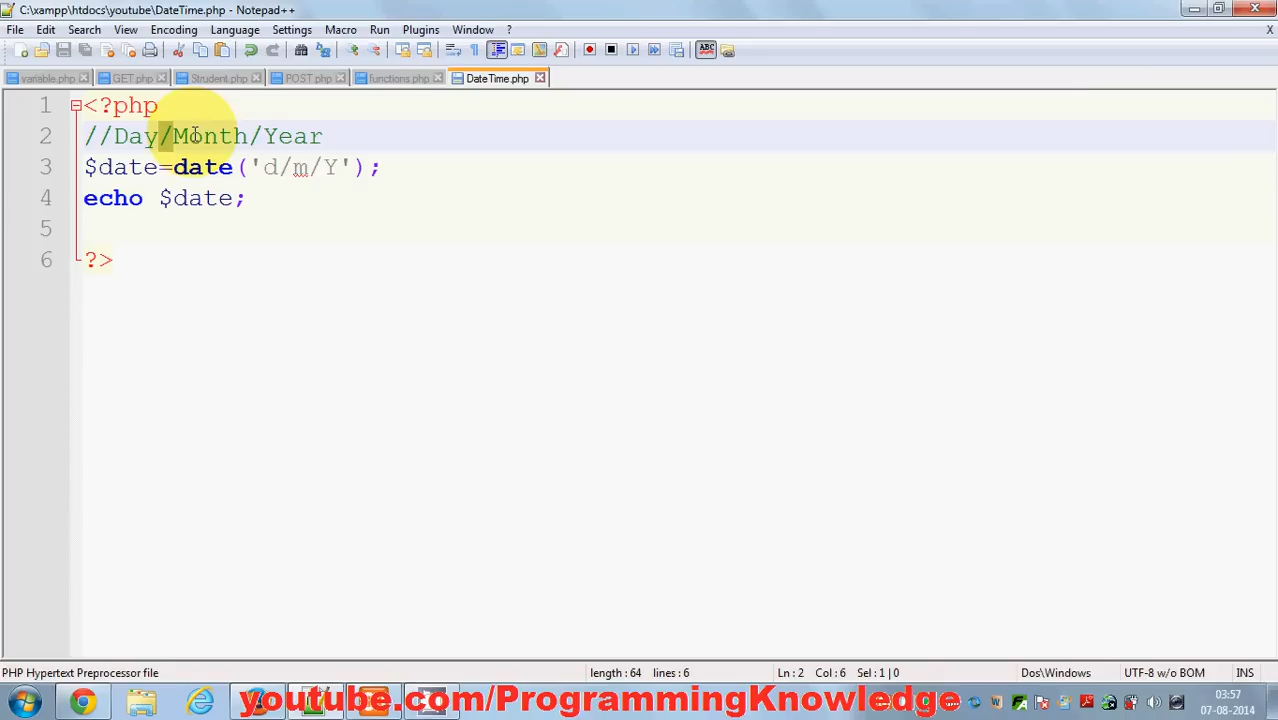 C:\xampp\htdocs\youtube\DateTime.php - Notepad++
File Edit Search View Encoding Language Settings Macro Run Plugins Window ? X
ABC
variable.php GET.php Strudent.php POST.php functions.php DateTime.php
1 <?php
2 //Day/Month/Year
3 $date=date('d/m/Y');
4 echo $date;
5
6 ?>
PHP Hypertext Preprocessor file length : 64 lines : 6 Ln : 2 Col : 6 Sel : 1 | 0 Dos\Windows UTF-8 w/o BOM INS
youtube.com/ProgrammingKnowledge
03:57
07-08-2014